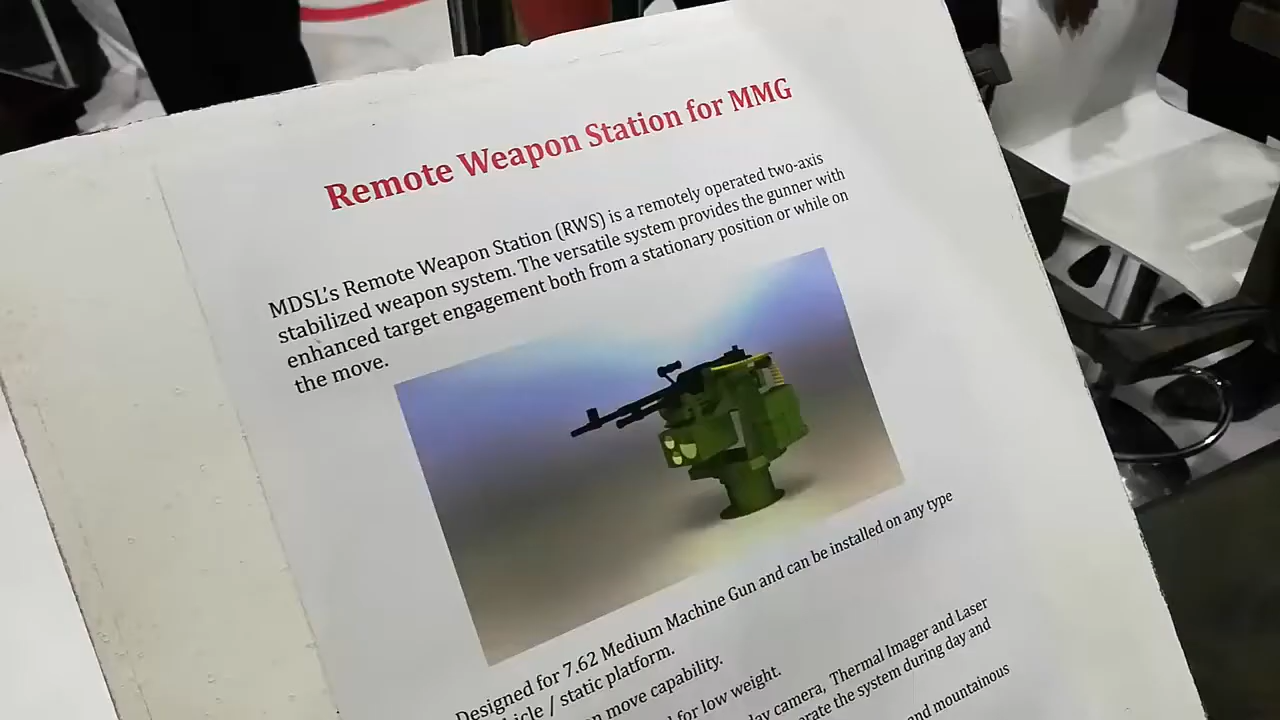 Remote Weapon Station for MMG
MDSL's Remote Weapon Station (RWS) is a remotely operated two-axis
stabilized weapon system. The versatile system provides the gunner with
enhanced target engagement both from a stationary position or while on
the move.
Designed for 7.62 Medium Machine Gun and can be installed on any type
/ static platform.
move capability.
for low weight.
camera, Thermal Imager and Laser
the system during day and
and mountainous